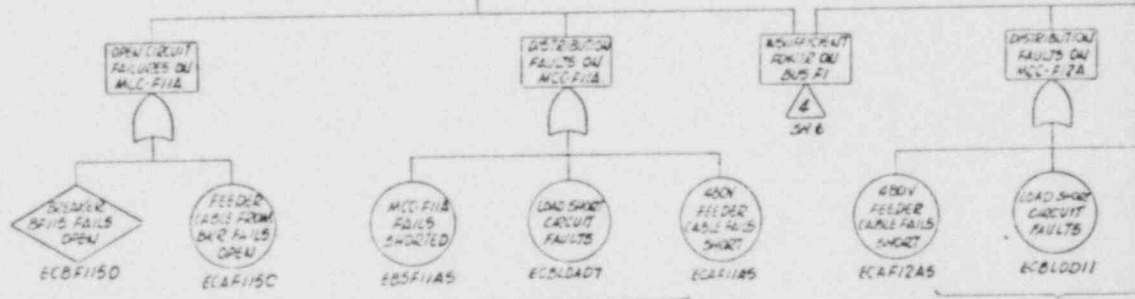 OPEN CIRCUIT
FAILURES ON
MCC-F11A
DISTRIBUTION
FAULTS ON
MCC-F11A
INSUFFICIENT
POWER ON
BUS F1
4
SH.6
DISTRIBUTION
FAULTS ON
MCC-F12A
BREAKER
BF115 FAILS
OPEN
ECBF115D
FEEDER
CABLE FROM
BKR. FAILS
OPEN
ECAF115C
MCC-F11A
FAILS
SHORTED
EBSF11AS
LOAD SHORT
CIRCUIT
FAULTS
ECBLOAD7
480V
FEEDER
CABLE FAILS
SHORT
ECAF11AS
480V
FEEDER
CABLE FAILS
SHORT
ECAF12AS
LOAD SHORT
CIRCUIT
FAULTS
ECBLOD11